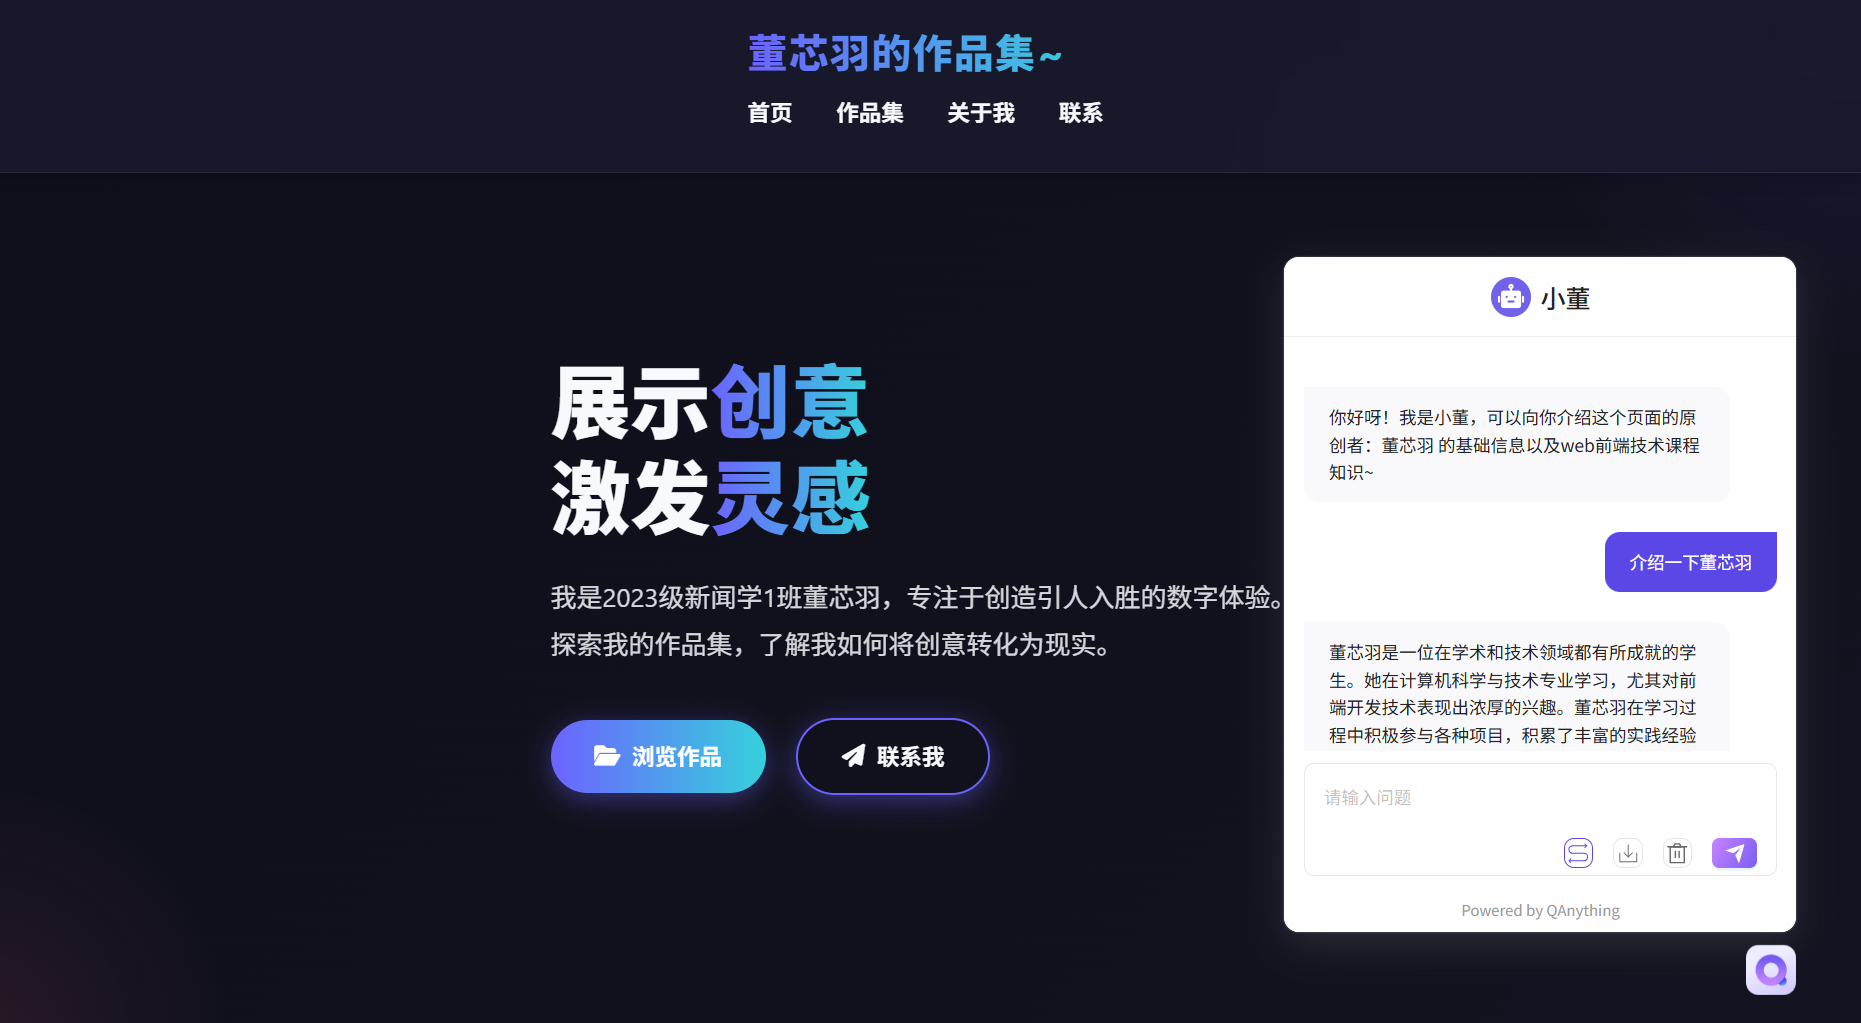 董芯羽的作品集~
首页 作品集 关于我 联系
展示创意
激发灵感
我是2023级新闻学1班董芯羽，专注于创造引人入胜的数字体验。
探索我的作品集，了解我如何将创意转化为现实。
浏览作品 联系我
小董
你好呀！我是小董，可以向你介绍这个页面的原
创者：董芯羽 的基础信息以及web前端技术课程
知识~
介绍一下董芯羽
董芯羽是一位在学术和技术领域都有所成就的学
生。她在计算机科学与技术专业学习，尤其对前
端开发技术表现出浓厚的兴趣。董芯羽在学习过
程中积极参与各种项目，积累了丰富的实践经验
请输入问题
Powered by QAnything